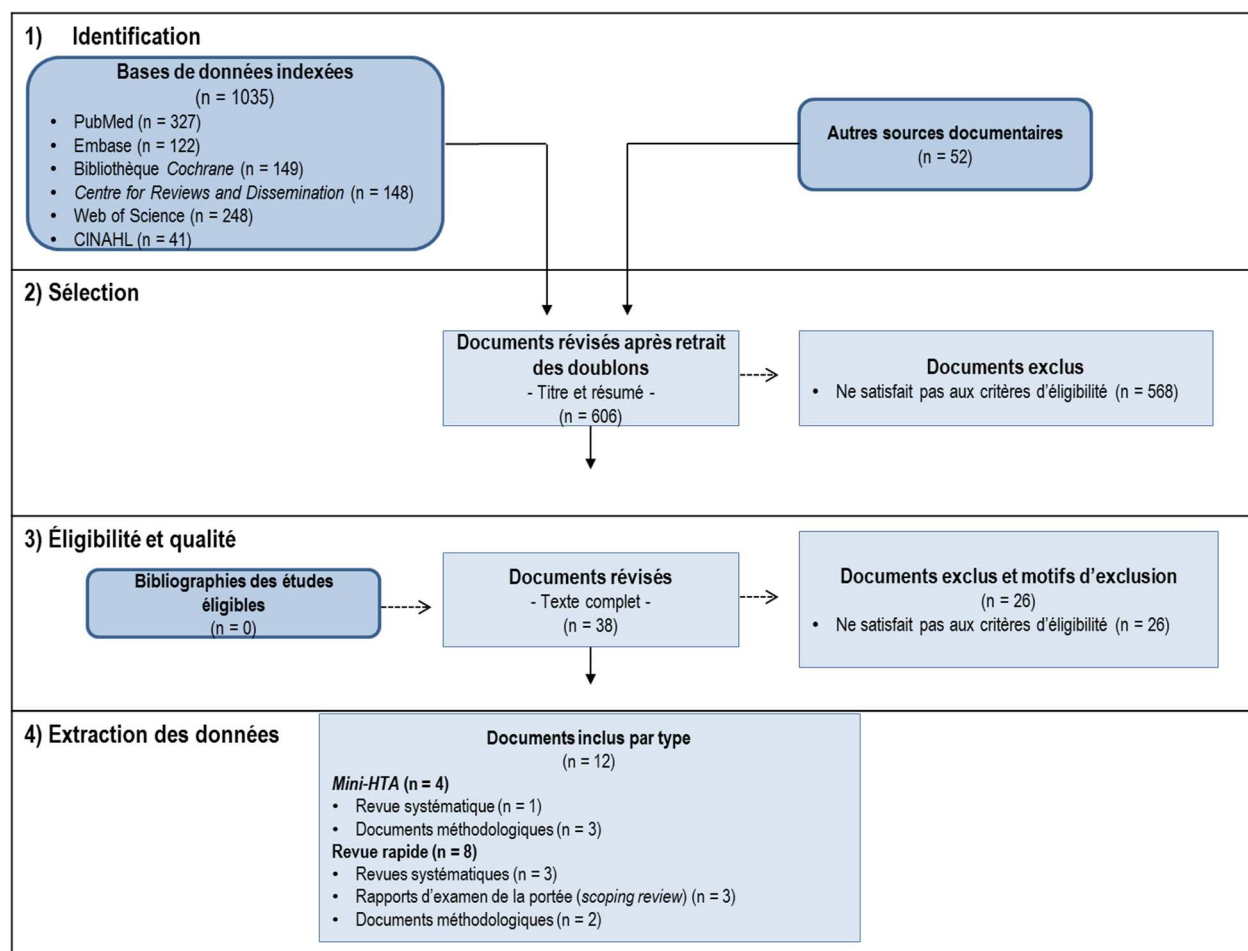 1) Identification
Bases de données indexées
(n = 1035)
• PubMed (n = 327)
• Embase (n = 122)
• Bibliothèque Cochrane (n = 149)
• Centre for Reviews and Dissemination (n = 148)
• Web of Science (n = 248)
• CINAHL (n = 41)
Autres sources documentaires
(n = 52)
2) Sélection
Documents révisés après retrait
des doublons
- Titre et résumé -
(n = 606)
Documents exclus
• Ne satisfait pas aux critères d'éligibilité (n = 568)
3) Éligibilité et qualité
Bibliographies des études
éligibles
(n = 0)
Documents révisés
- Texte complet -
(n = 38)
Documents exclus et motifs d'exclusion
(n = 26)
• Ne satisfait pas aux critères d'éligibilité (n = 26)
4) Extraction des données
Documents inclus par type
(n = 12)
Mini-HTA (n = 4)
• Revue systématique (n = 1)
• Documents méthodologiques (n = 3)
Revue rapide (n = 8)
• Revues systématiques (n = 3)
• Rapports d'examen de la portée (scoping review) (n = 3)
• Documents méthodologiques (n = 2)